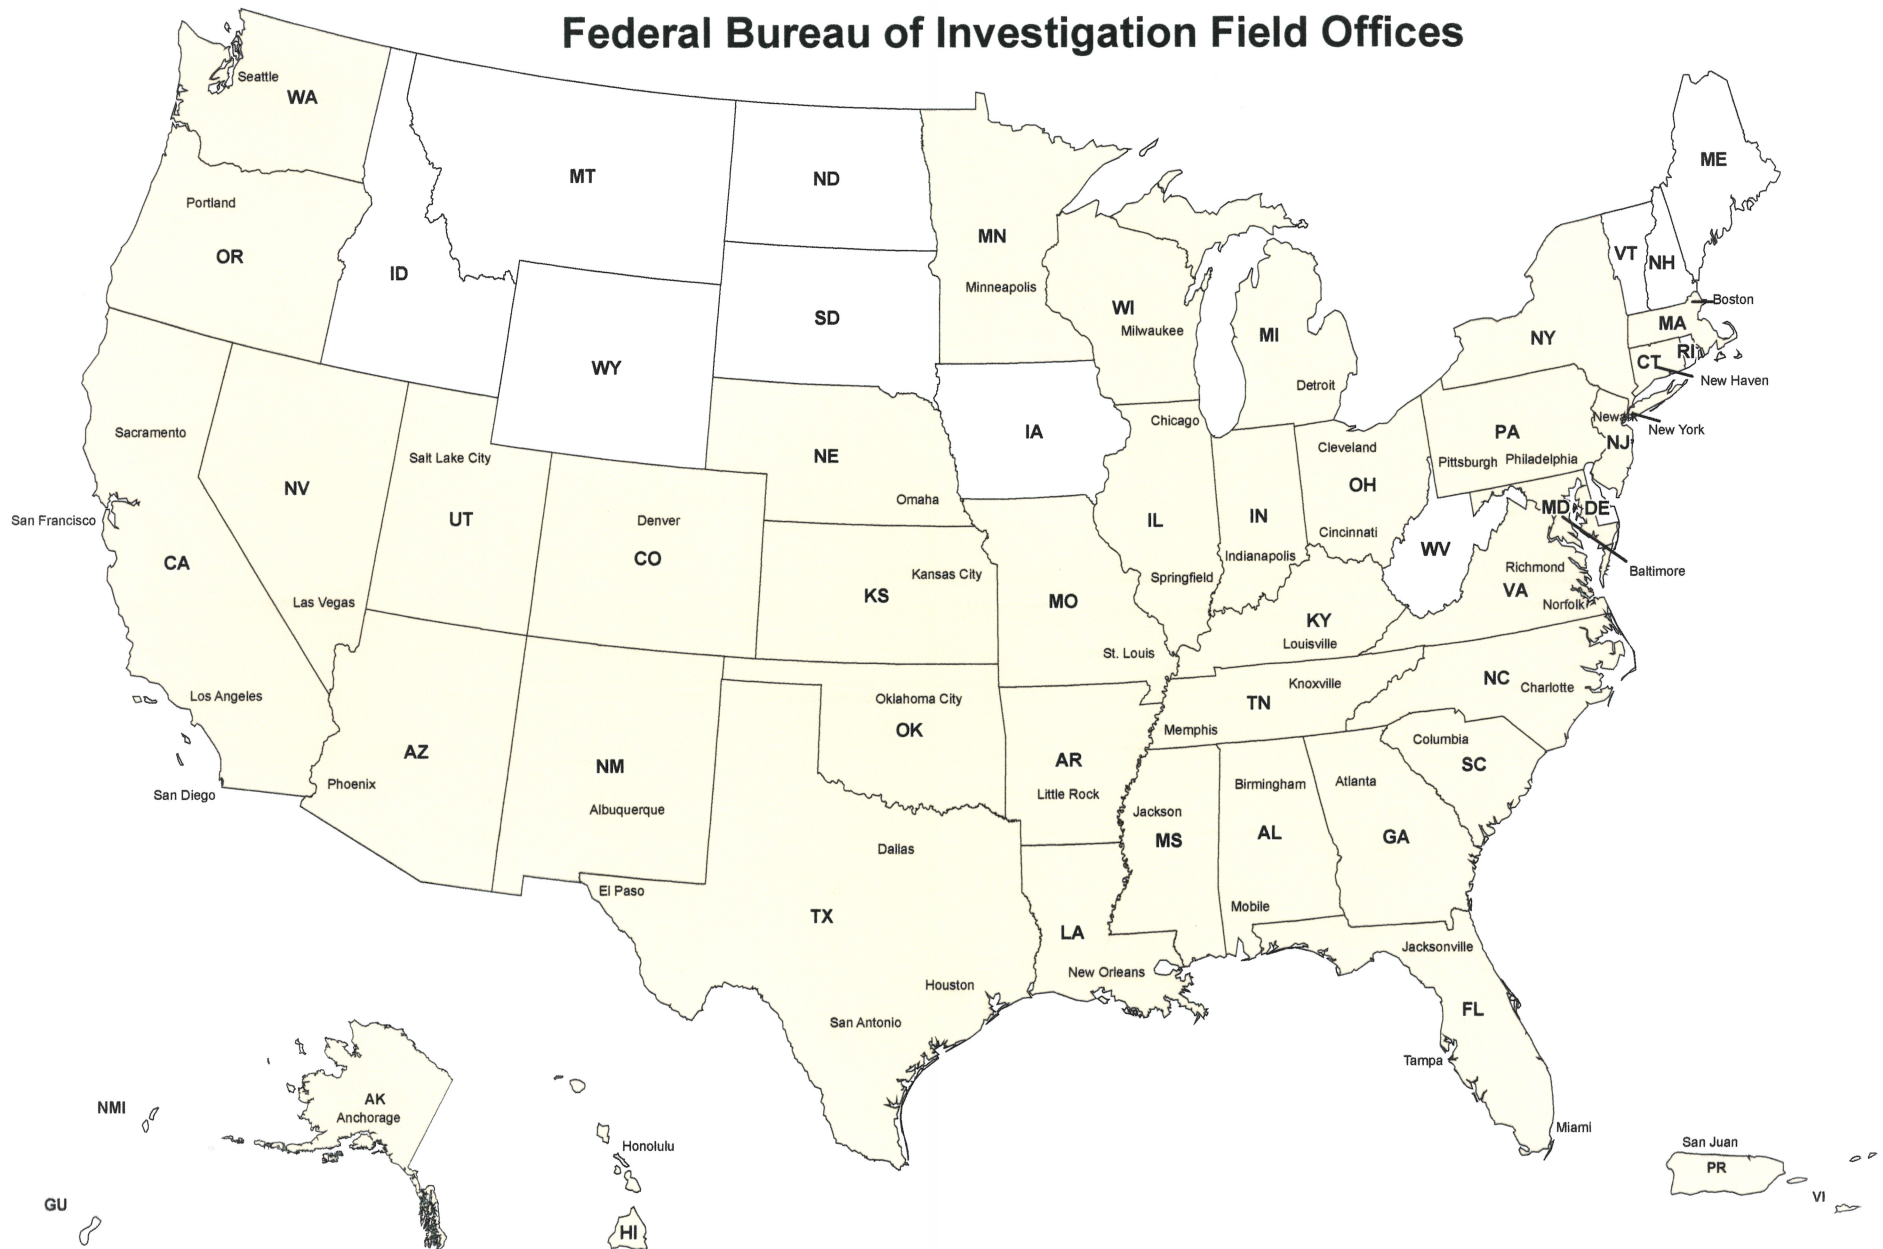 Federal Bureau of Investigation Field Offices
Seattle
WA
MT
ND
MN
ME
Portland
OR
ID
SD
Minneapolis
WI
Milwaukee
MI
Detroit
VT
NH
Boston
NY
MA
CT
RI
New Haven
WY
Sacramento
San Francisco
CA
NV
Las Vegas
Los Angeles
San Diego
Salt Lake City
UT
Denver
CO
NE
Omaha
IA
Chicago
IL
Springfield
IN
Indianapolis
Cleveland
OH
Cincinnati
PA
Pittsburgh
Philadelphia
Newark
New York
NJ
MD
DE
Baltimore
WV
Richmond
VA
Norfolk
Kansas City
KS
MO
St. Louis
KY
Louisville
Knoxville
TN
Memphis
NC
Charlotte
Columbia
SC
AZ
Phoenix
NM
Albuquerque
Oklahoma City
OK
AR
Little Rock
Jackson
MS
Birmingham
AL
Mobile
Atlanta
GA
Dallas
El Paso
TX
Houston
San Antonio
LA
New Orleans
Jacksonville
FL
Tampa
Miami
NMI
GU
AK
Anchorage
Honolulu
HI
San Juan
PR
VI